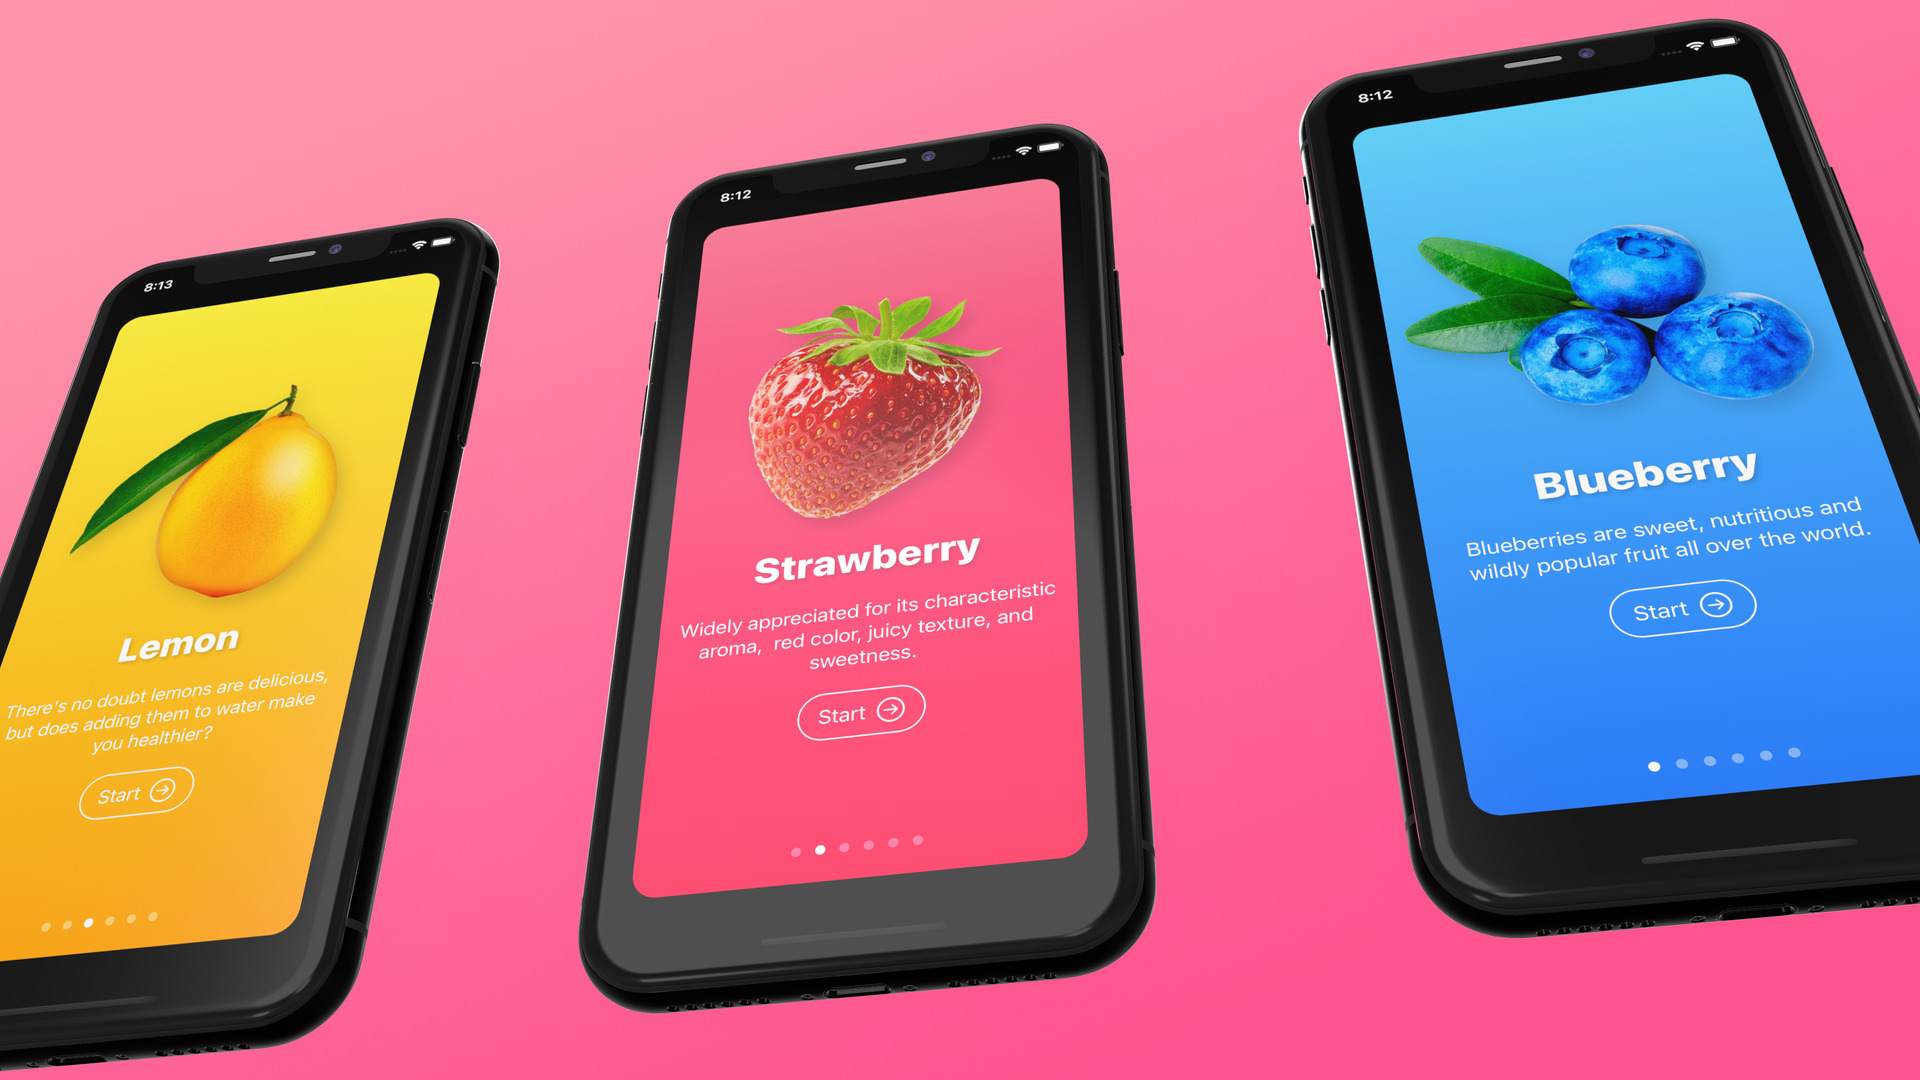 8:13
Lemon
There's no doubt lemons are delicious,
but does adding them to water make
you healthier?
Start
8:12
Strawberry
Widely appreciated for its characteristic
aroma,  red color, juicy texture, and
sweetness.
Start
8:12
Blueberry
Blueberries are sweet, nutritious and
wildly popular fruit all over the world.
Start